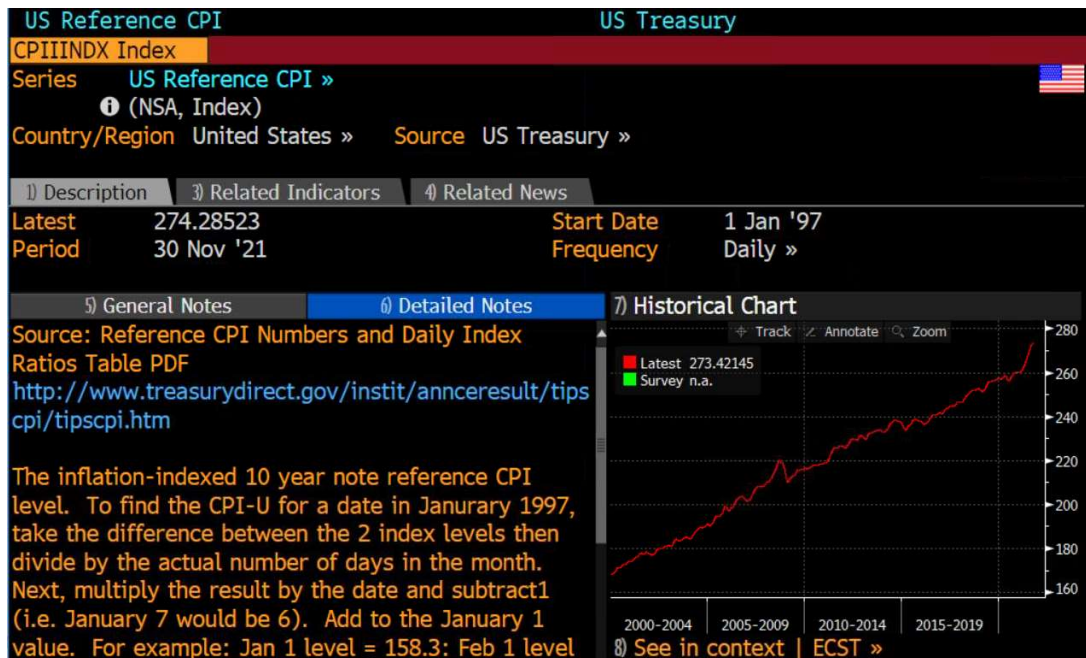 US Reference CPI US Treasury
CPIIINDX Index
Series US Reference CPI »
(NSA, Index)
Country/Region United States » Source US Treasury »
1) Description 3) Related Indicators 4) Related News
Latest 274.28523 Start Date 1 Jan '97
Period 30 Nov '21 Frequency Daily »
5) General Notes 6) Detailed Notes 7) Historical Chart
Source: Reference CPI Numbers and Daily Index
Ratios Table PDF
http://www.treasurydirect.gov/instit/annceresult/tips
cpi/tipscpi.htm
The inflation-indexed 10 year note reference CPI
level. To find the CPI-U for a date in Janurary 1997,
take the difference between the 2 index levels then
divide by the actual number of days in the month.
Next, multiply the result by the date and subtract1
(i.e. January 7 would be 6). Add to the January 1
value. For example: Jan 1 level = 158.3: Feb 1 level
Track Annotate Zoom
Latest 273.42145
Survey n.a.
280
260
240
220
200
180
160
2000-2004 2005-2009 2010-2014 2015-2019
8) See in context | ECST »